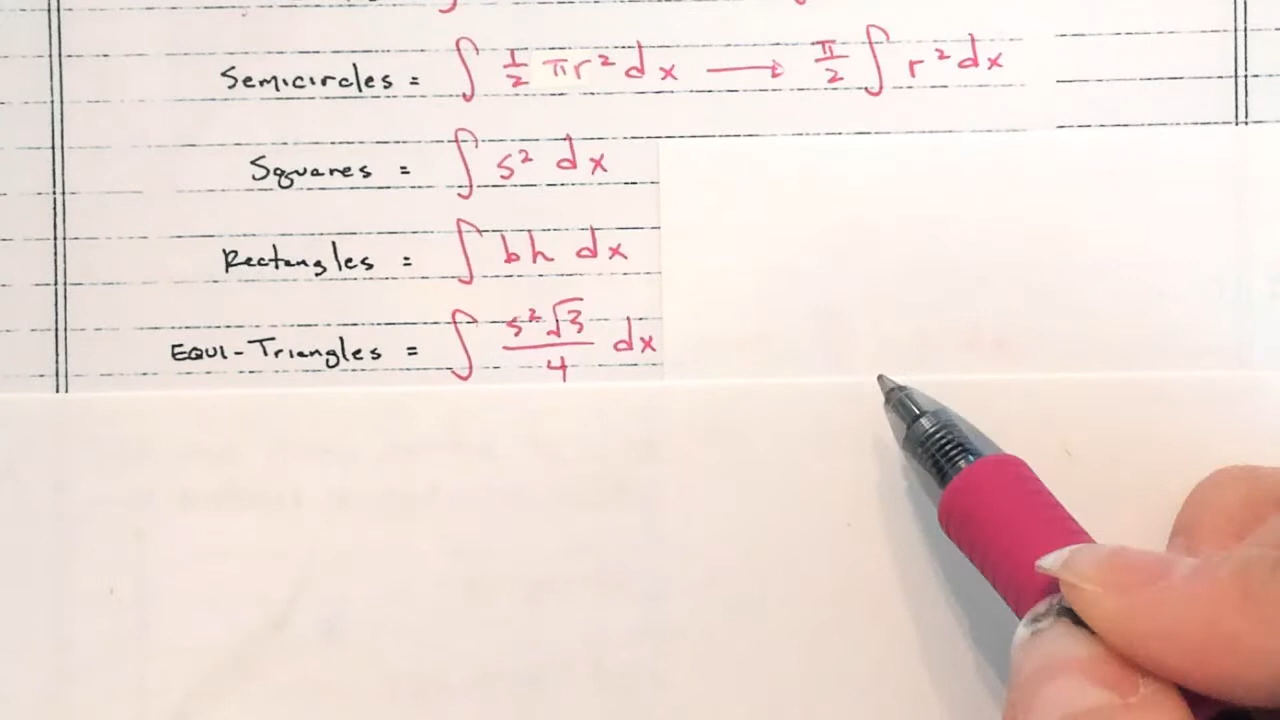 Semicircles = ∫ 1/2 πr² dx → π/2 ∫ r² dx
Squares = ∫ s² dx
Rectangles = ∫ bh dx
EQUI-Triangles = ∫ s²√3/4 dx